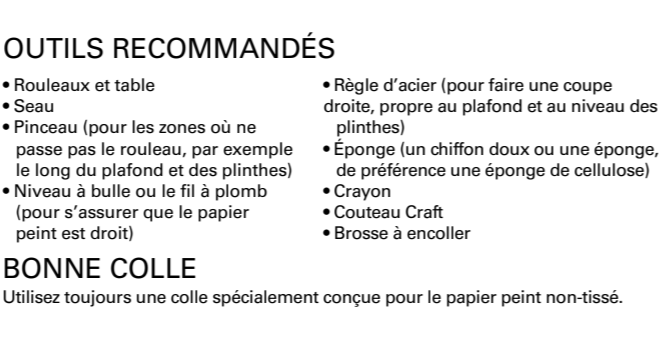 OUTILS RECOMMANDÉS
• Rouleaux et table
• Seau
• Pinceau (pour les zones où ne
passe pas le rouleau, par exemple
le long du plafond et des plinthes)
• Niveau à bulle ou le fil à plomb
(pour s’assurer que le papier
peint est droit)
• Règle d’acier (pour faire une coupe
droite, propre au plafond et au niveau des
plinthes)
• Éponge (un chiffon doux ou une éponge,
de préférence une éponge de cellulose)
• Crayon
• Couteau Craft
• Brosse à encoller
BONNE COLLE
Utilisez toujours une colle spécialement conçue pour le papier peint non-tissé.